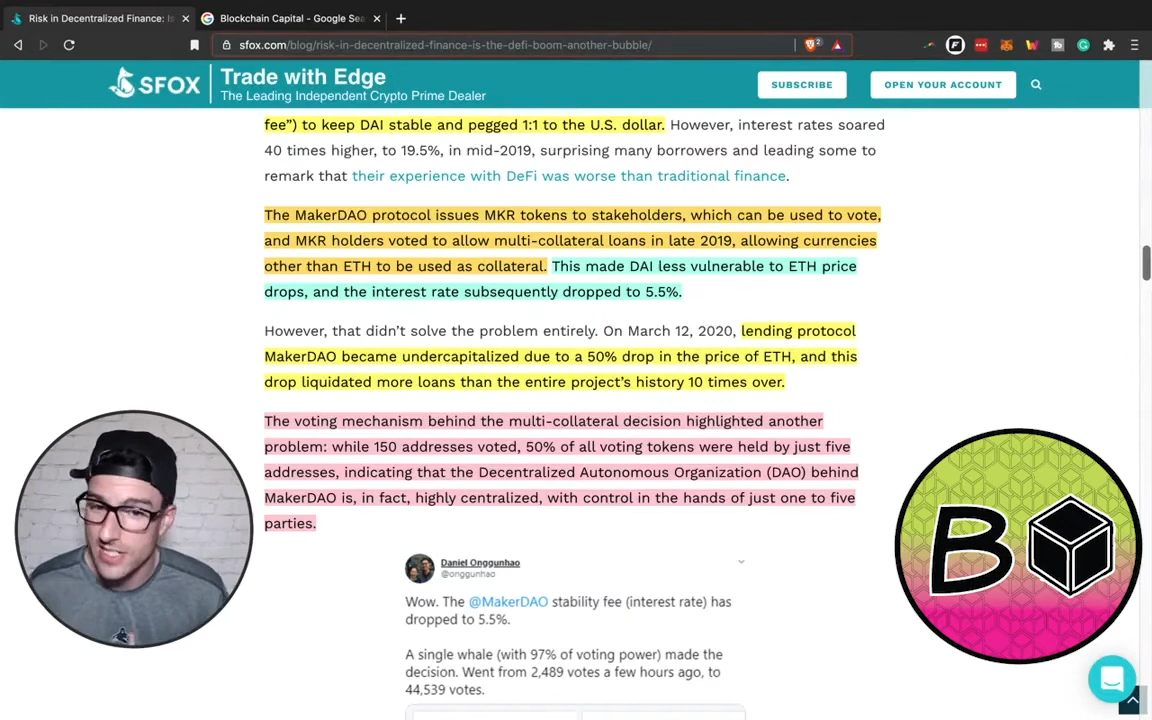 Risk in Decentralized Finance: Is
Blockchain Capital - Google Sea
sfox.com/blog/risk-in-decentralized-finance-is-the-defi-boom-another-bubble/
2
SFOX
Trade with Edge
The Leading Independent Crypto Prime Dealer
SUBSCRIBE
OPEN YOUR ACCOUNT
fee”) to keep DAI stable and pegged 1:1 to the U.S. dollar. However, interest rates soared
40 times higher, to 19.5%, in mid-2019, surprising many borrowers and leading some to
remark that their experience with DeFi was worse than traditional finance.
The MakerDAO protocol issues MKR tokens to stakeholders, which can be used to vote,
and MKR holders voted to allow multi-collateral loans in late 2019, allowing currencies
other than ETH to be used as collateral. This made DAI less vulnerable to ETH price
drops, and the interest rate subsequently dropped to 5.5%.
However, that didn’t solve the problem entirely. On March 12, 2020, lending protocol
MakerDAO became undercapitalized due to a 50% drop in the price of ETH, and this
drop liquidated more loans than the entire project’s history 10 times over.
The voting mechanism behind the multi-collateral decision highlighted another
problem: while 150 addresses voted, 50% of all voting tokens were held by just five
addresses, indicating that the Decentralized Autonomous Organization (DAO) behind
MakerDAO is, in fact, highly centralized, with control in the hands of just one to five
parties.
Daniel Onggunhao
@onggunhao
Wow. The @MakerDAO stability fee (interest rate) has
dropped to 5.5%.
A single whale (with 97% of voting power) made the
decision. Went from 2,489 votes a few hours ago, to
44,539 votes.
B